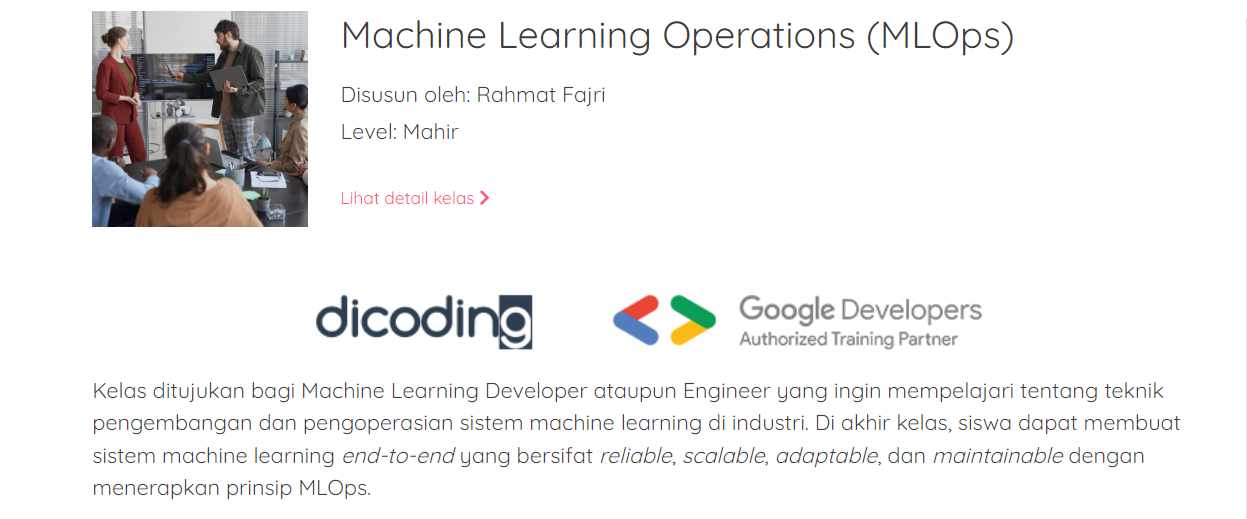 Machine Learning Operations (MLOps)
Disusun oleh: Rahmat Fajri
Level: Mahir
Lihat detail kelas
dicoding
Google Developers
Authorized Training Partner
Kelas ditujukan bagi Machine Learning Developer ataupun Engineer yang ingin mempelajari tentang teknik
pengembangan dan pengoperasian sistem machine learning di industri. Di akhir kelas, siswa dapat membuat
sistem machine learning end-to-end yang bersifat reliable, scalable, adaptable, dan maintainable dengan
menerapkan prinsip MLOps.